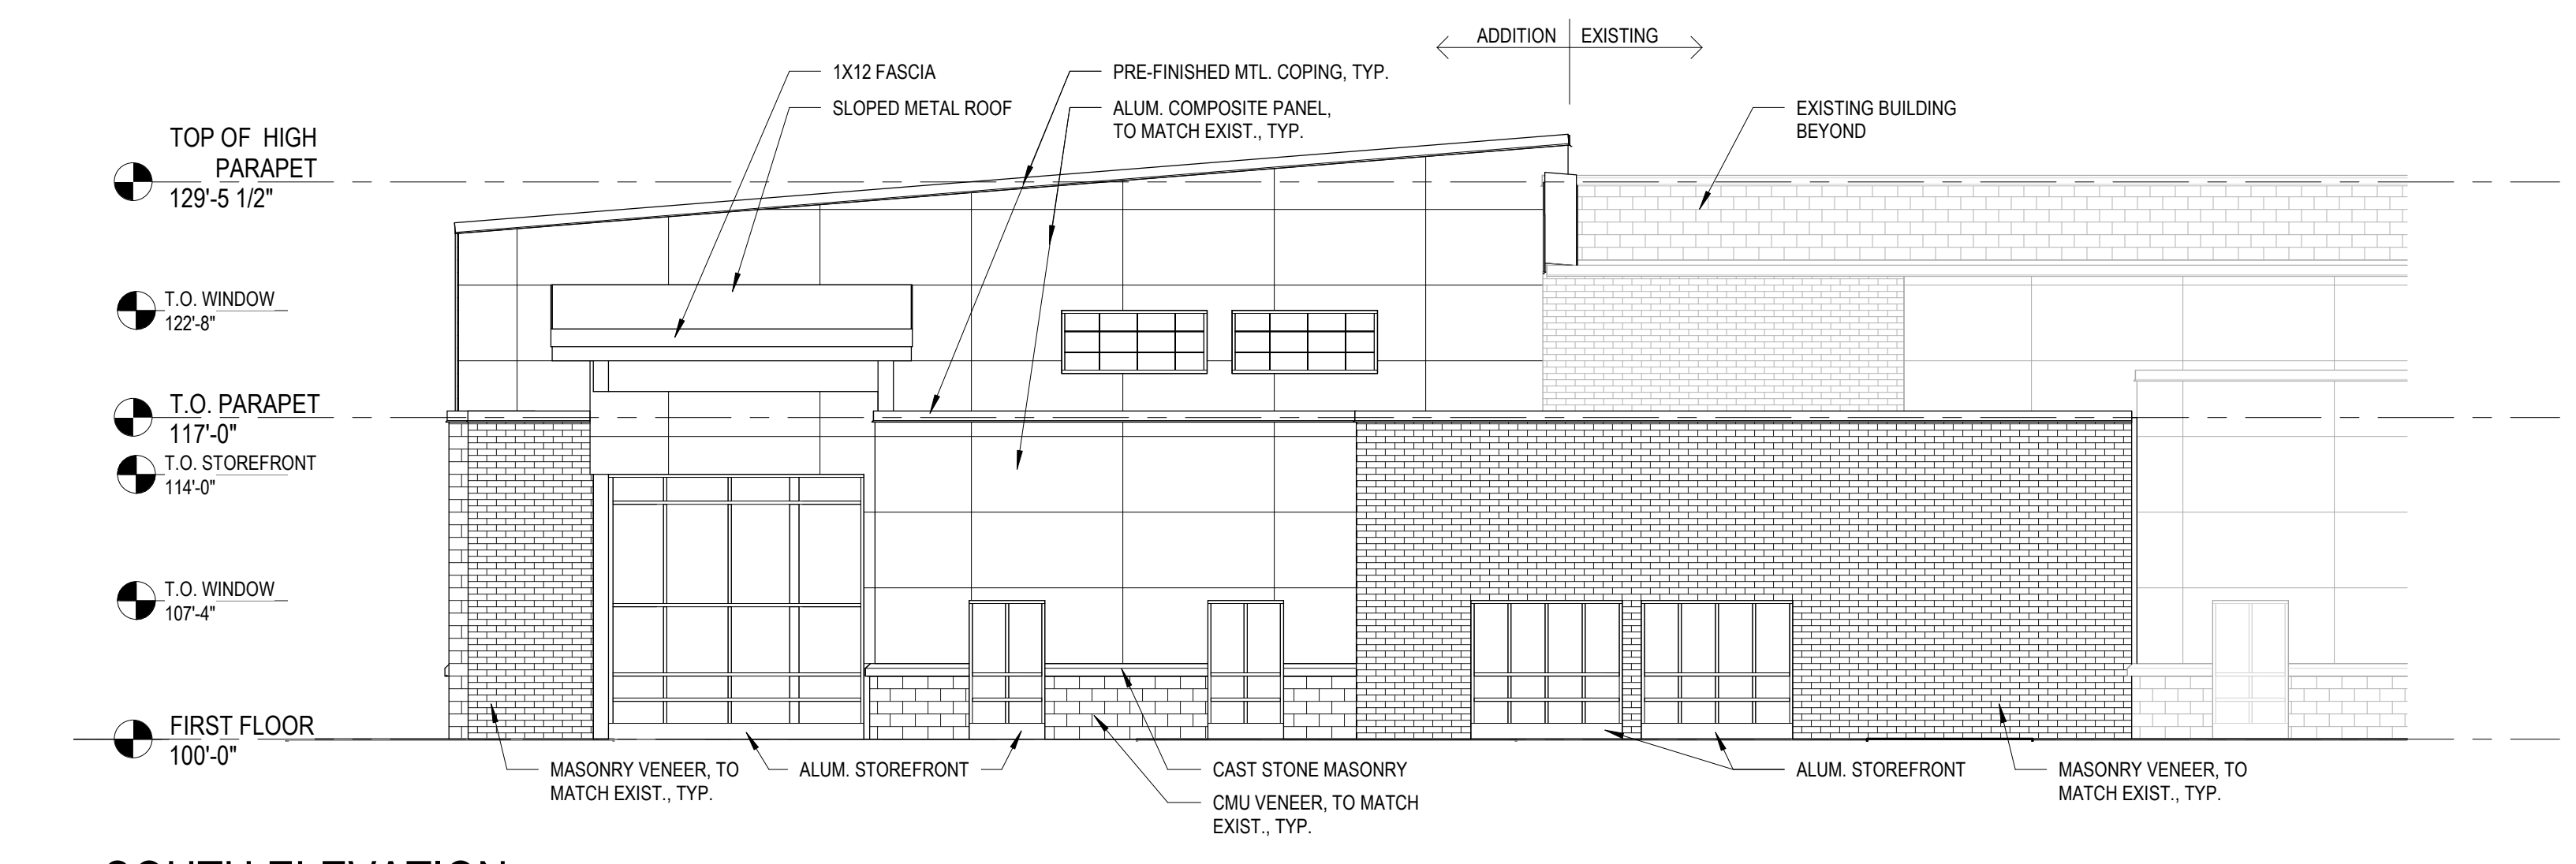 ADDITION EXISTING
1X12 FASCIA
PRE-FINISHED MTL. COPING, TYP.
SLOPED METAL ROOF
ALUM. COMPOSITE PANEL,
TO MATCH EXIST., TYP.
EXISTING BUILDING
BEYOND
TOP OF HIGH
PARAPET
129'-5 1/2"
T.O. WINDOW
122'-8"
T.O. PARAPET
117'-0"
T.O. STOREFRONT
114'-0"
T.O. WINDOW
107'-4"
FIRST FLOOR
100'-0"
MASONRY VENEER, TO
MATCH EXIST., TYP.
ALUM. STOREFRONT
CAST STONE MASONRY
CMU VENEER, TO MATCH
EXIST., TYP.
ALUM. STOREFRONT
MASONRY VENEER, TO
MATCH EXIST., TYP.
SOUTH ELEVATION